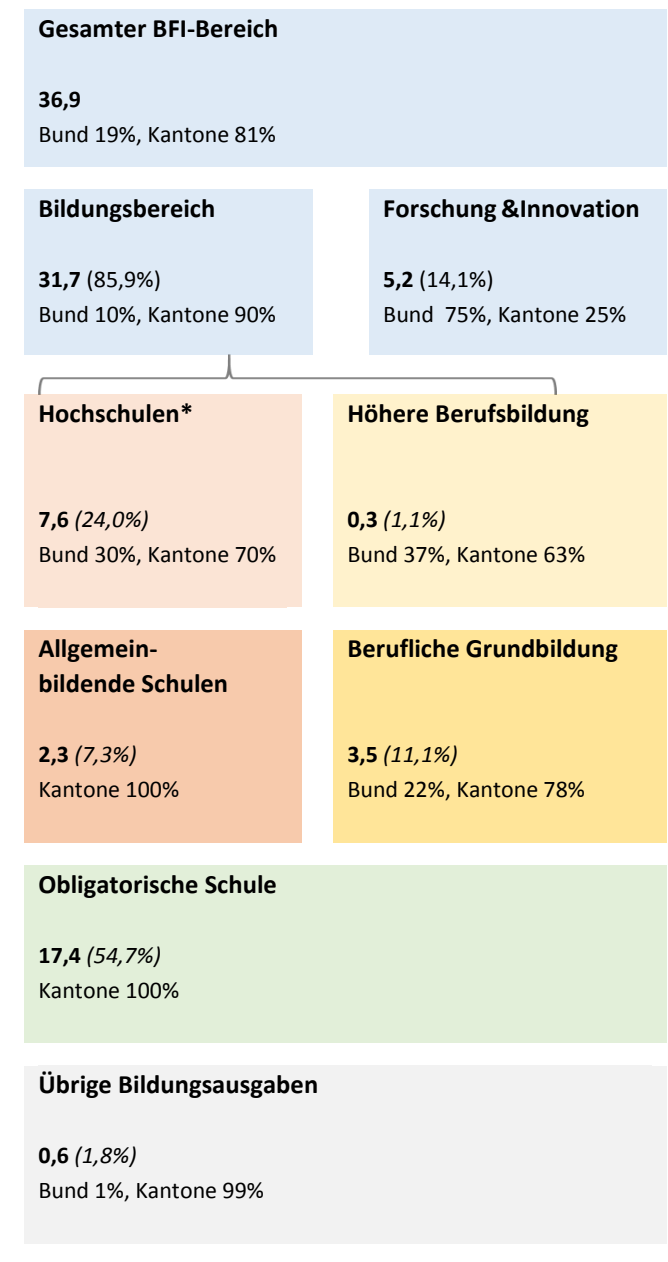 Gesamter BFI-Bereich
36,9
Bund 19%, Kantone 81%
Bildungsbereich
31,7 (85,9%)
Bund 10%, Kantone 90%
Forschung &Innovation
5,2 (14,1%)
Bund  75%, Kantone 25%
Hochschulen*
7,6 (24,0%)
Bund 30%, Kantone 70%
Höhere Berufsbildung
0,3 (1,1%)
Bund 37%, Kantone 63%
Allgemein-
bildende Schulen
2,3 (7,3%)
Kantone 100%
Berufliche Grundbildung
3,5 (11,1%)
Bund 22%, Kantone 78%
Obligatorische Schule
17,4 (54,7%)
Kantone 100%
Übrige Bildungsausgaben
0,6 (1,8%)
Bund 1%, Kantone 99%